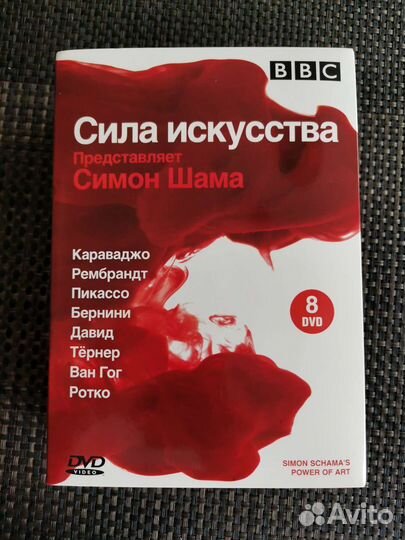 BBC
Сила искусства
Представляет
Симон Шама
Караваджо
Рембрандт
Пикассо
Бернини
Давид
Тёрнер
Ван Гог
Ротко
8
DVD
DVD
VIDEO
SIMON SCHAMA'S
POWER OF ART
Avito